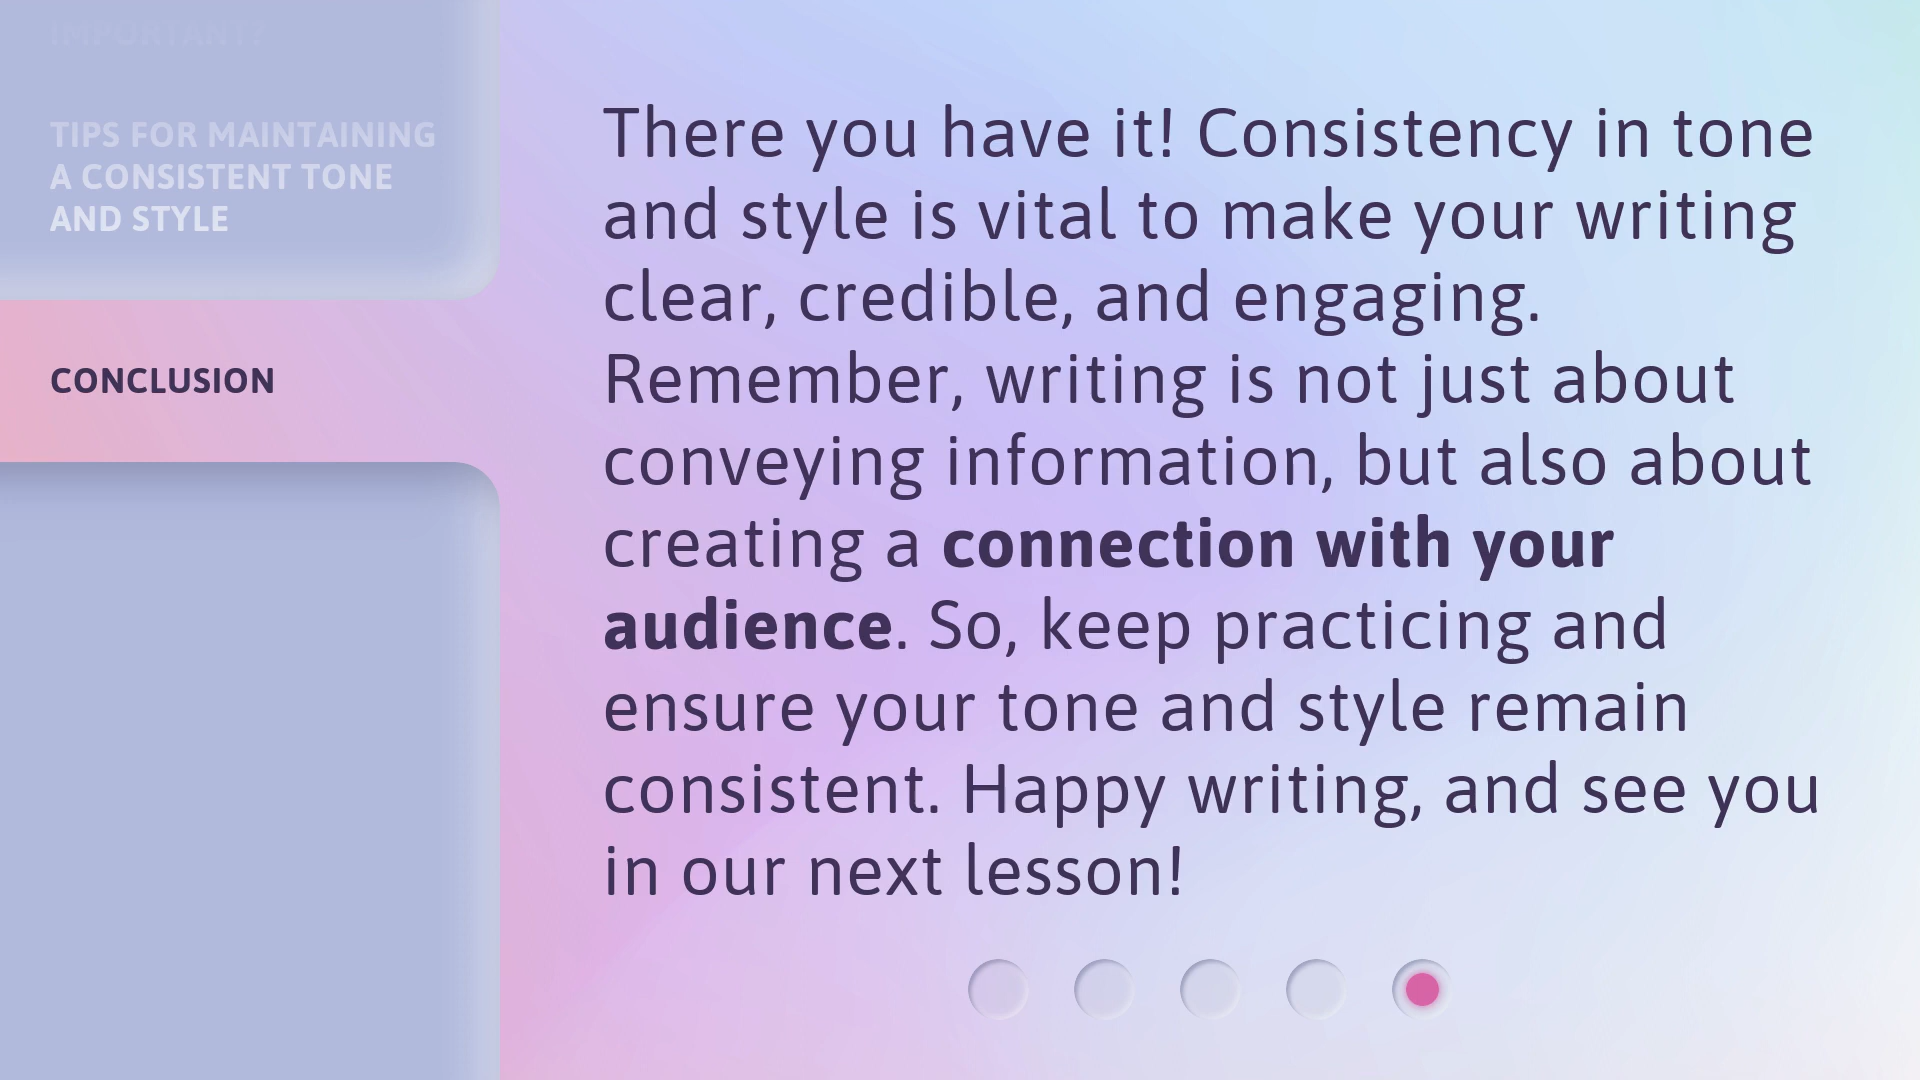 IMPORTANT?
TIPS FOR MAINTAINING
A CONSISTENT TONE
AND STYLE
CONCLUSION
There you have it! Consistency in tone
and style is vital to make your writing
clear, credible, and engaging.
Remember, writing is not just about
conveying information, but also about
creating a connection with your
audience. So, keep practicing and
ensure your tone and style remain
consistent. Happy writing, and see you
in our next lesson!